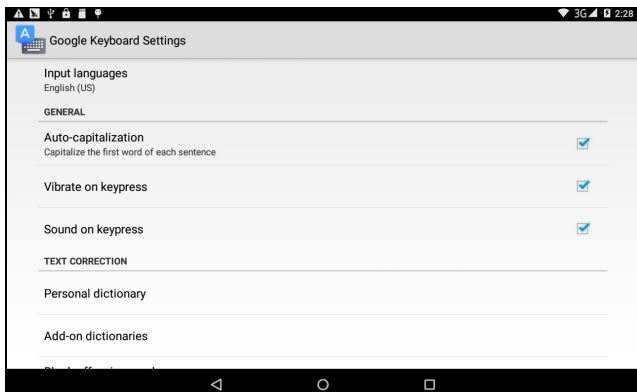 3G 2:28
Google Keyboard Settings
Input languages
English (US)
GENERAL
Auto-capitalization
Capitalize the first word of each sentence
Vibrate on keypress
Sound on keypress
TEXT CORRECTION
Personal dictionary
Add-on dictionaries